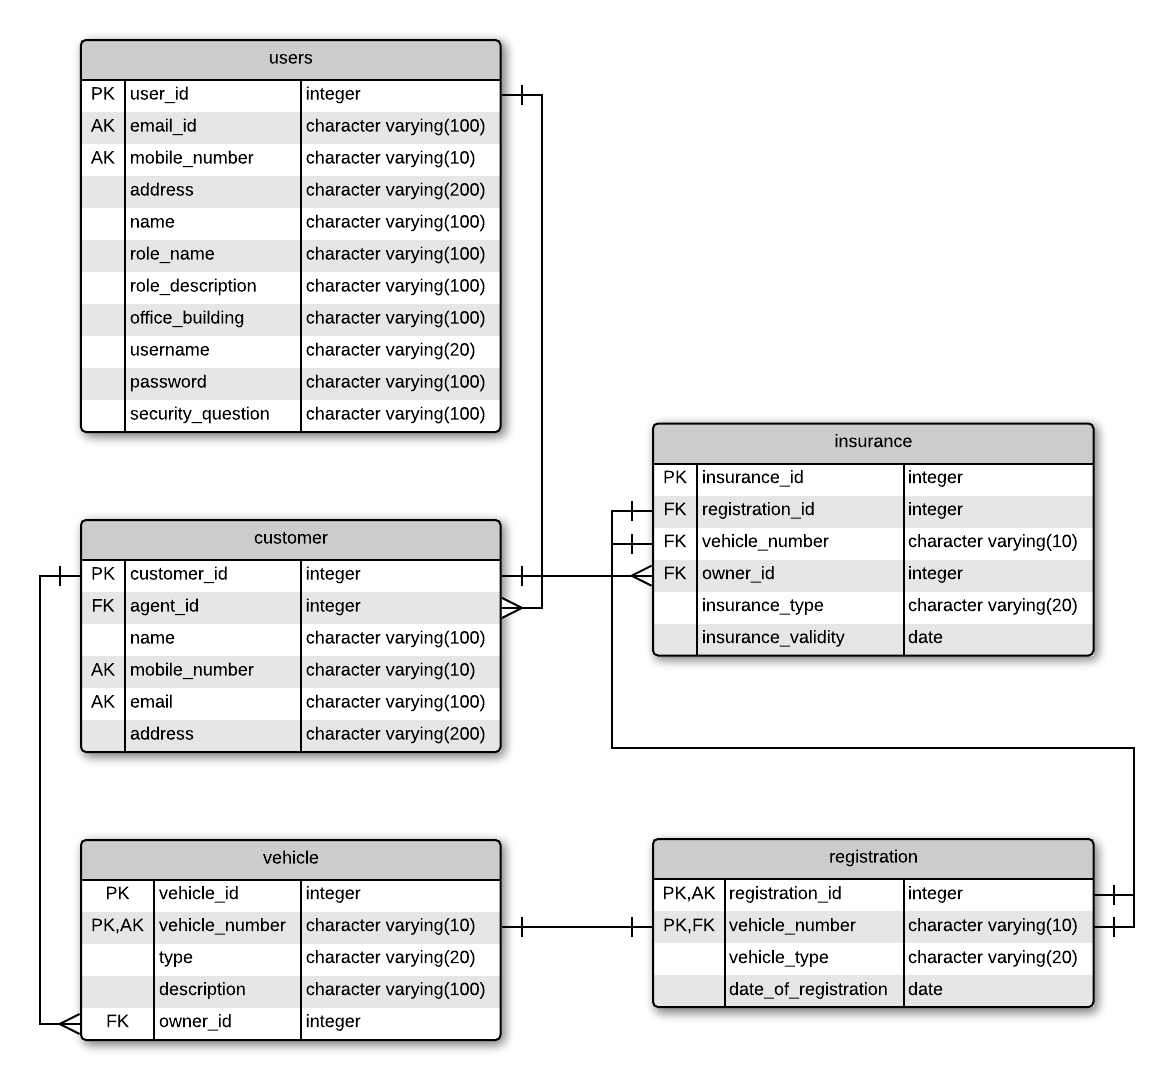 users
PK user_id integer
AK email_id character varying(100)
AK mobile_number character varying(10)
address character varying(200)
name character varying(100)
role_name character varying(100)
role_description character varying(100)
office_building character varying(100)
username character varying(20)
password character varying(100)
security_question character varying(100)
insurance
PK insurance_id integer
FK registration_id integer
FK vehicle_number character varying(10)
FK owner_id integer
insurance_type character varying(20)
insurance_validity date
customer
PK customer_id integer
FK agent_id integer
name character varying(100)
AK mobile_number character varying(10)
AK email character varying(100)
address character varying(200)
vehicle
PK vehicle_id integer
PK,AK vehicle_number character varying(10)
type character varying(20)
description character varying(100)
FK owner_id integer
registration
PK,AK registration_id integer
PK,FK vehicle_number character varying(10)
vehicle_type character varying(20)
date_of_registration date